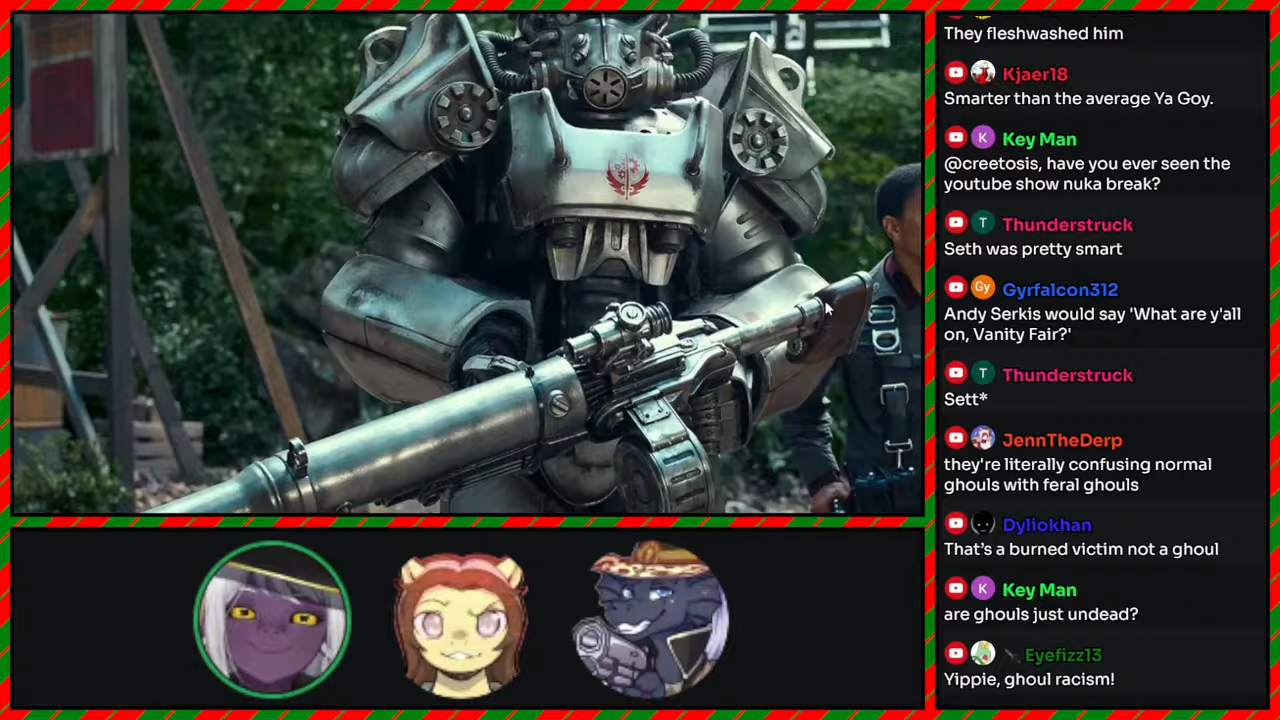 They fleshwashed him
Kjaer18
Smarter than the average Ya Goy.
K Key Man
@creetosis, have you ever seen the
youtube show nuka break?
T Thunderstruck
Seth was pretty smart
Gy Gyrfalcon312
Andy Serkis would say 'What are y'all
on, Vanity Fair?'
T Thunderstruck
Sett*
JennTheDerp
they're literally confusing normal
ghouls with feral ghouls
Dyliokhan
That's a burned victim not a ghoul
K Key Man
are ghouls just undead?
Eyefizz13
Yippie, ghoul racism!